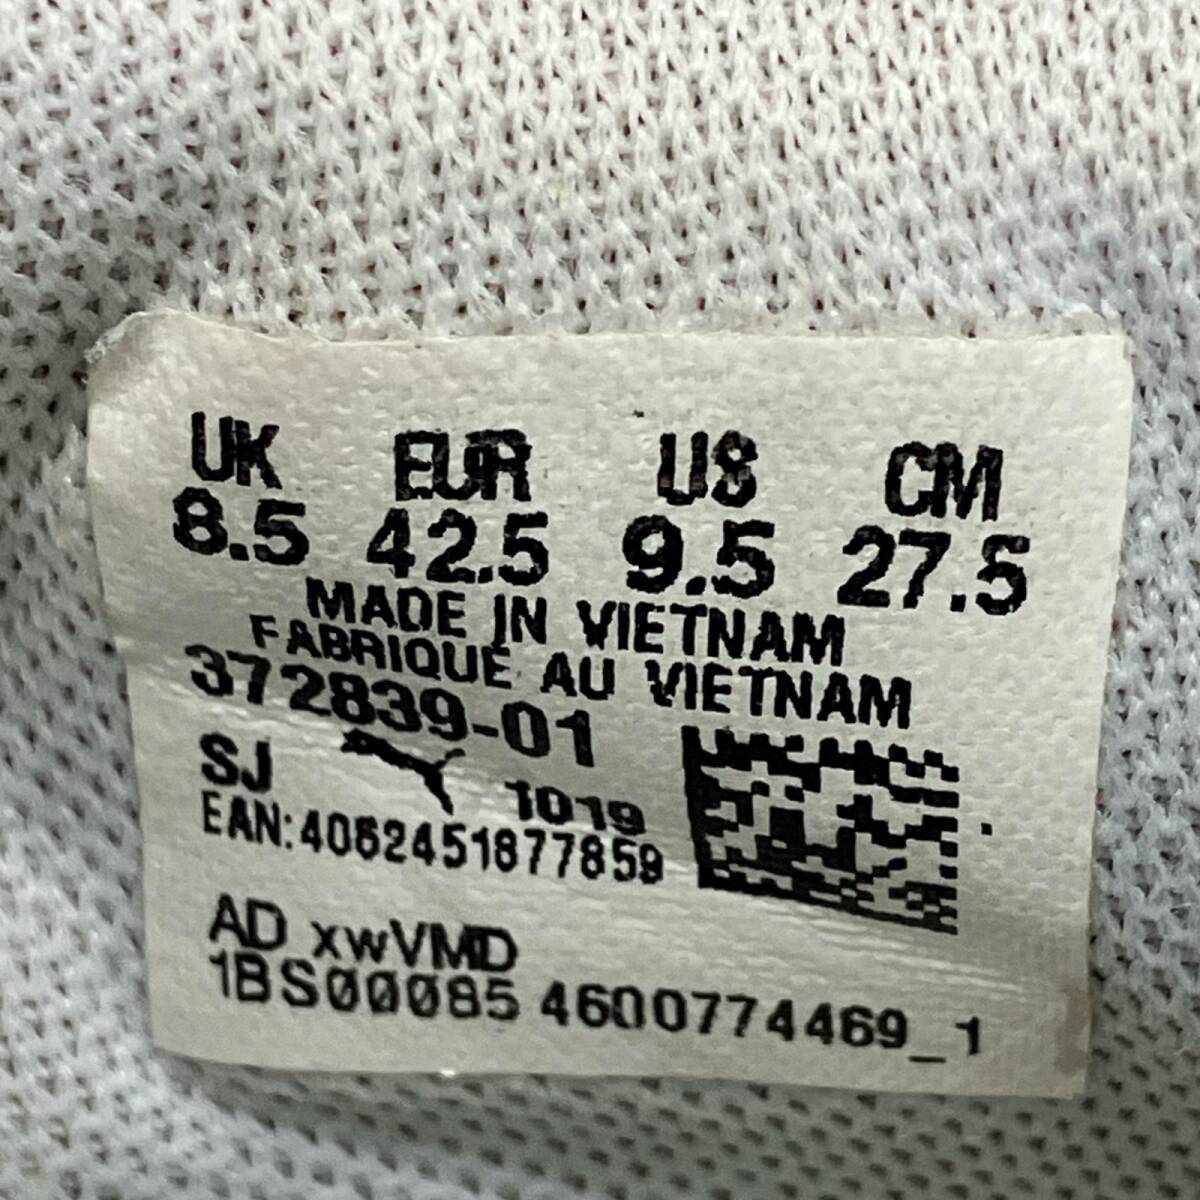 UK EUR US CM
8.5 42.5 9.5 27.5
MADE IN VIETNAM
FABRIQUE AU VIETNAM
372839-01
SJ 1019
EAN:4062451877859
AD xwVMD
1BS00085 4600774469_1